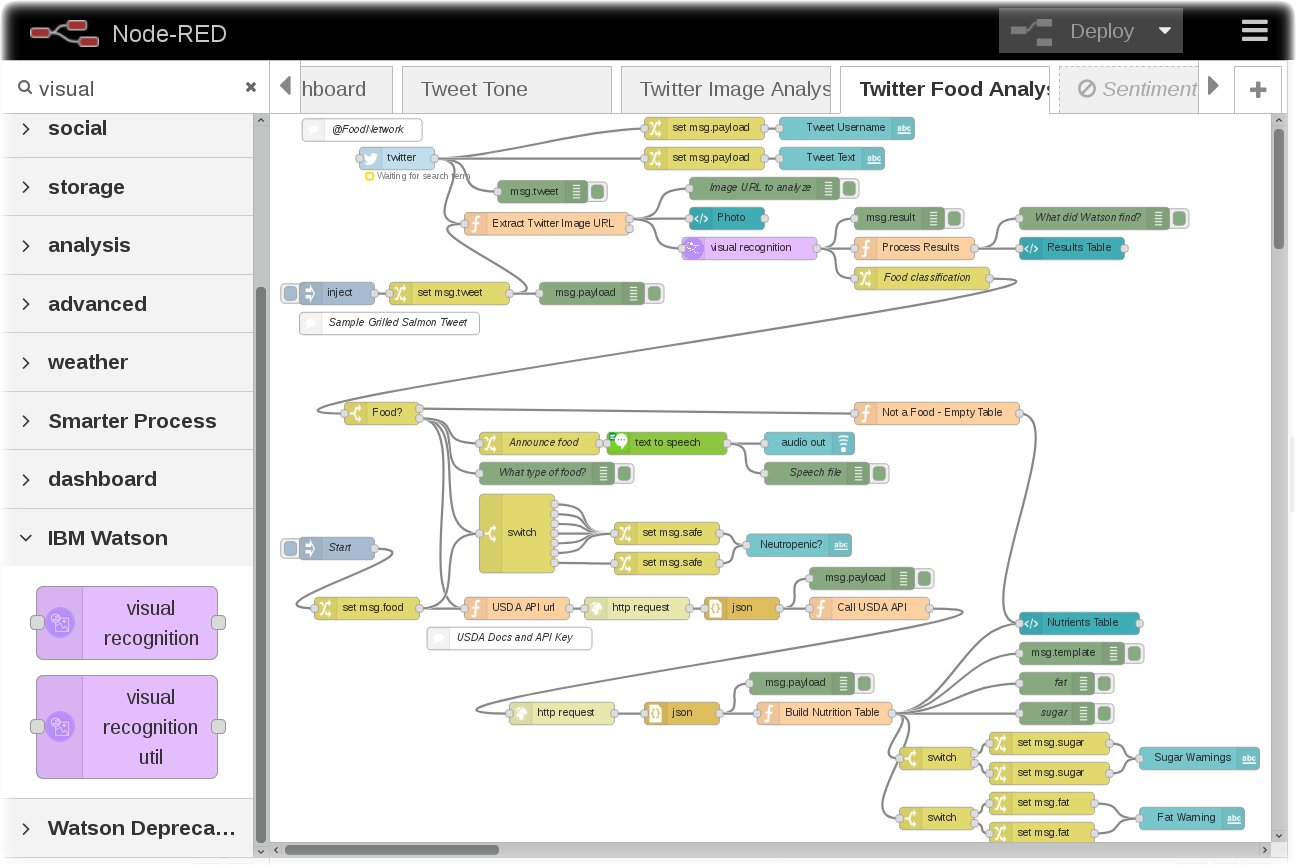 Node-RED
Deploy
visual
hboard
Tweet Tone
Twitter Image Analys
Twitter Food Analys
Sentiment
social
storage
analysis
advanced
weather
Smarter Process
dashboard
IBM Watson
visual
recognition
visual
recognition
util
Watson Depreca...
@FoodNetwork
set msg.payload
Tweet Username
abc
twitter
set msg.payload
Tweet Text
abc
Waiting for search term
msg.tweet
Image URL to analyze
Extract Twitter Image URL
Photo
msg.result
What did Watson find?
visual recognition
Process Results
Results Table
Food classification
inject
set msg.tweet
msg.payload
Sample Grilled Salmon Tweet
Food?
Not a Food - Empty Table
Announce food
text to speech
audio out
What type of food?
Speech file
switch
set msg.safe
Neutropenic?
abc
Start
set msg.safe
msg.payload
set msg.food
USDA API url
http request
json
Call USDA API
USDA Docs and API Key
Nutrients Table
msg.template
msg.payload
fat
http request
json
Build Nutrition Table
sugar
switch
set msg.sugar
set msg.sugar
Sugar Warnings
abc
switch
set msg.fat
set msg.fat
Fat Warning
abc